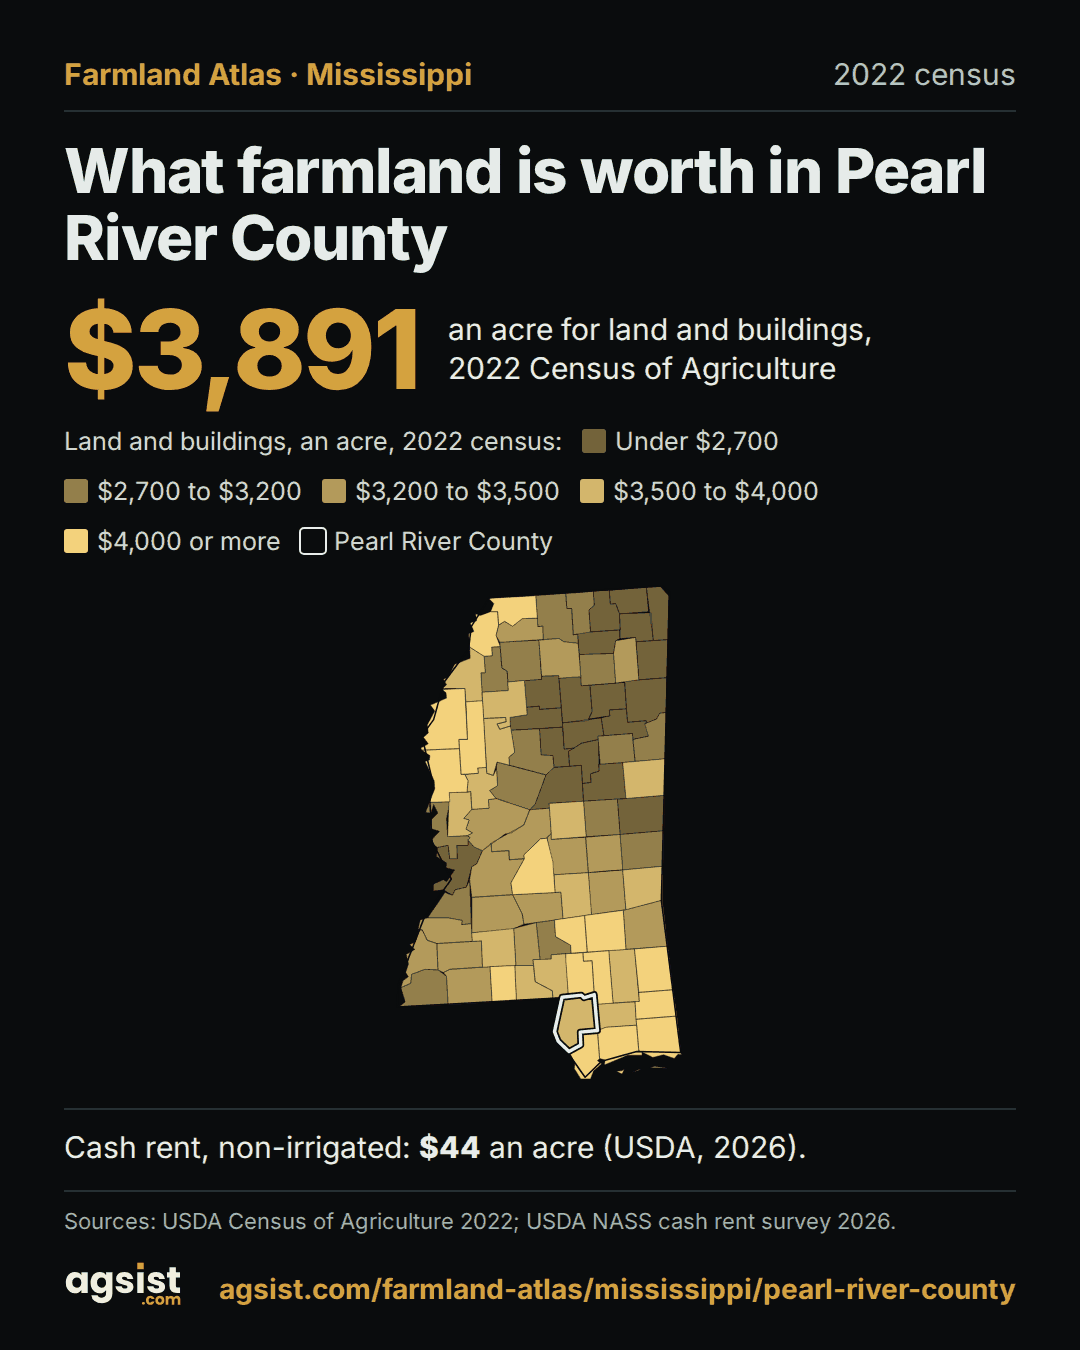 Farmland Atlas · Mississippi
2022 census
What farmland is worth in Pearl
River County
$3,891
an acre for land and buildings,
2022 Census of Agriculture
Land and buildings, an acre, 2022 census: Under $2,700
$2,700 to $3,200 $3,200 to $3,500 $3,500 to $4,000
$4,000 or more Pearl River County
Cash rent, non-irrigated: $44 an acre (USDA, 2026).
Sources: USDA Census of Agriculture 2022; USDA NASS cash rent survey 2026.
agsist
.com
agsist.com/farmland-atlas/mississippi/pearl-river-county